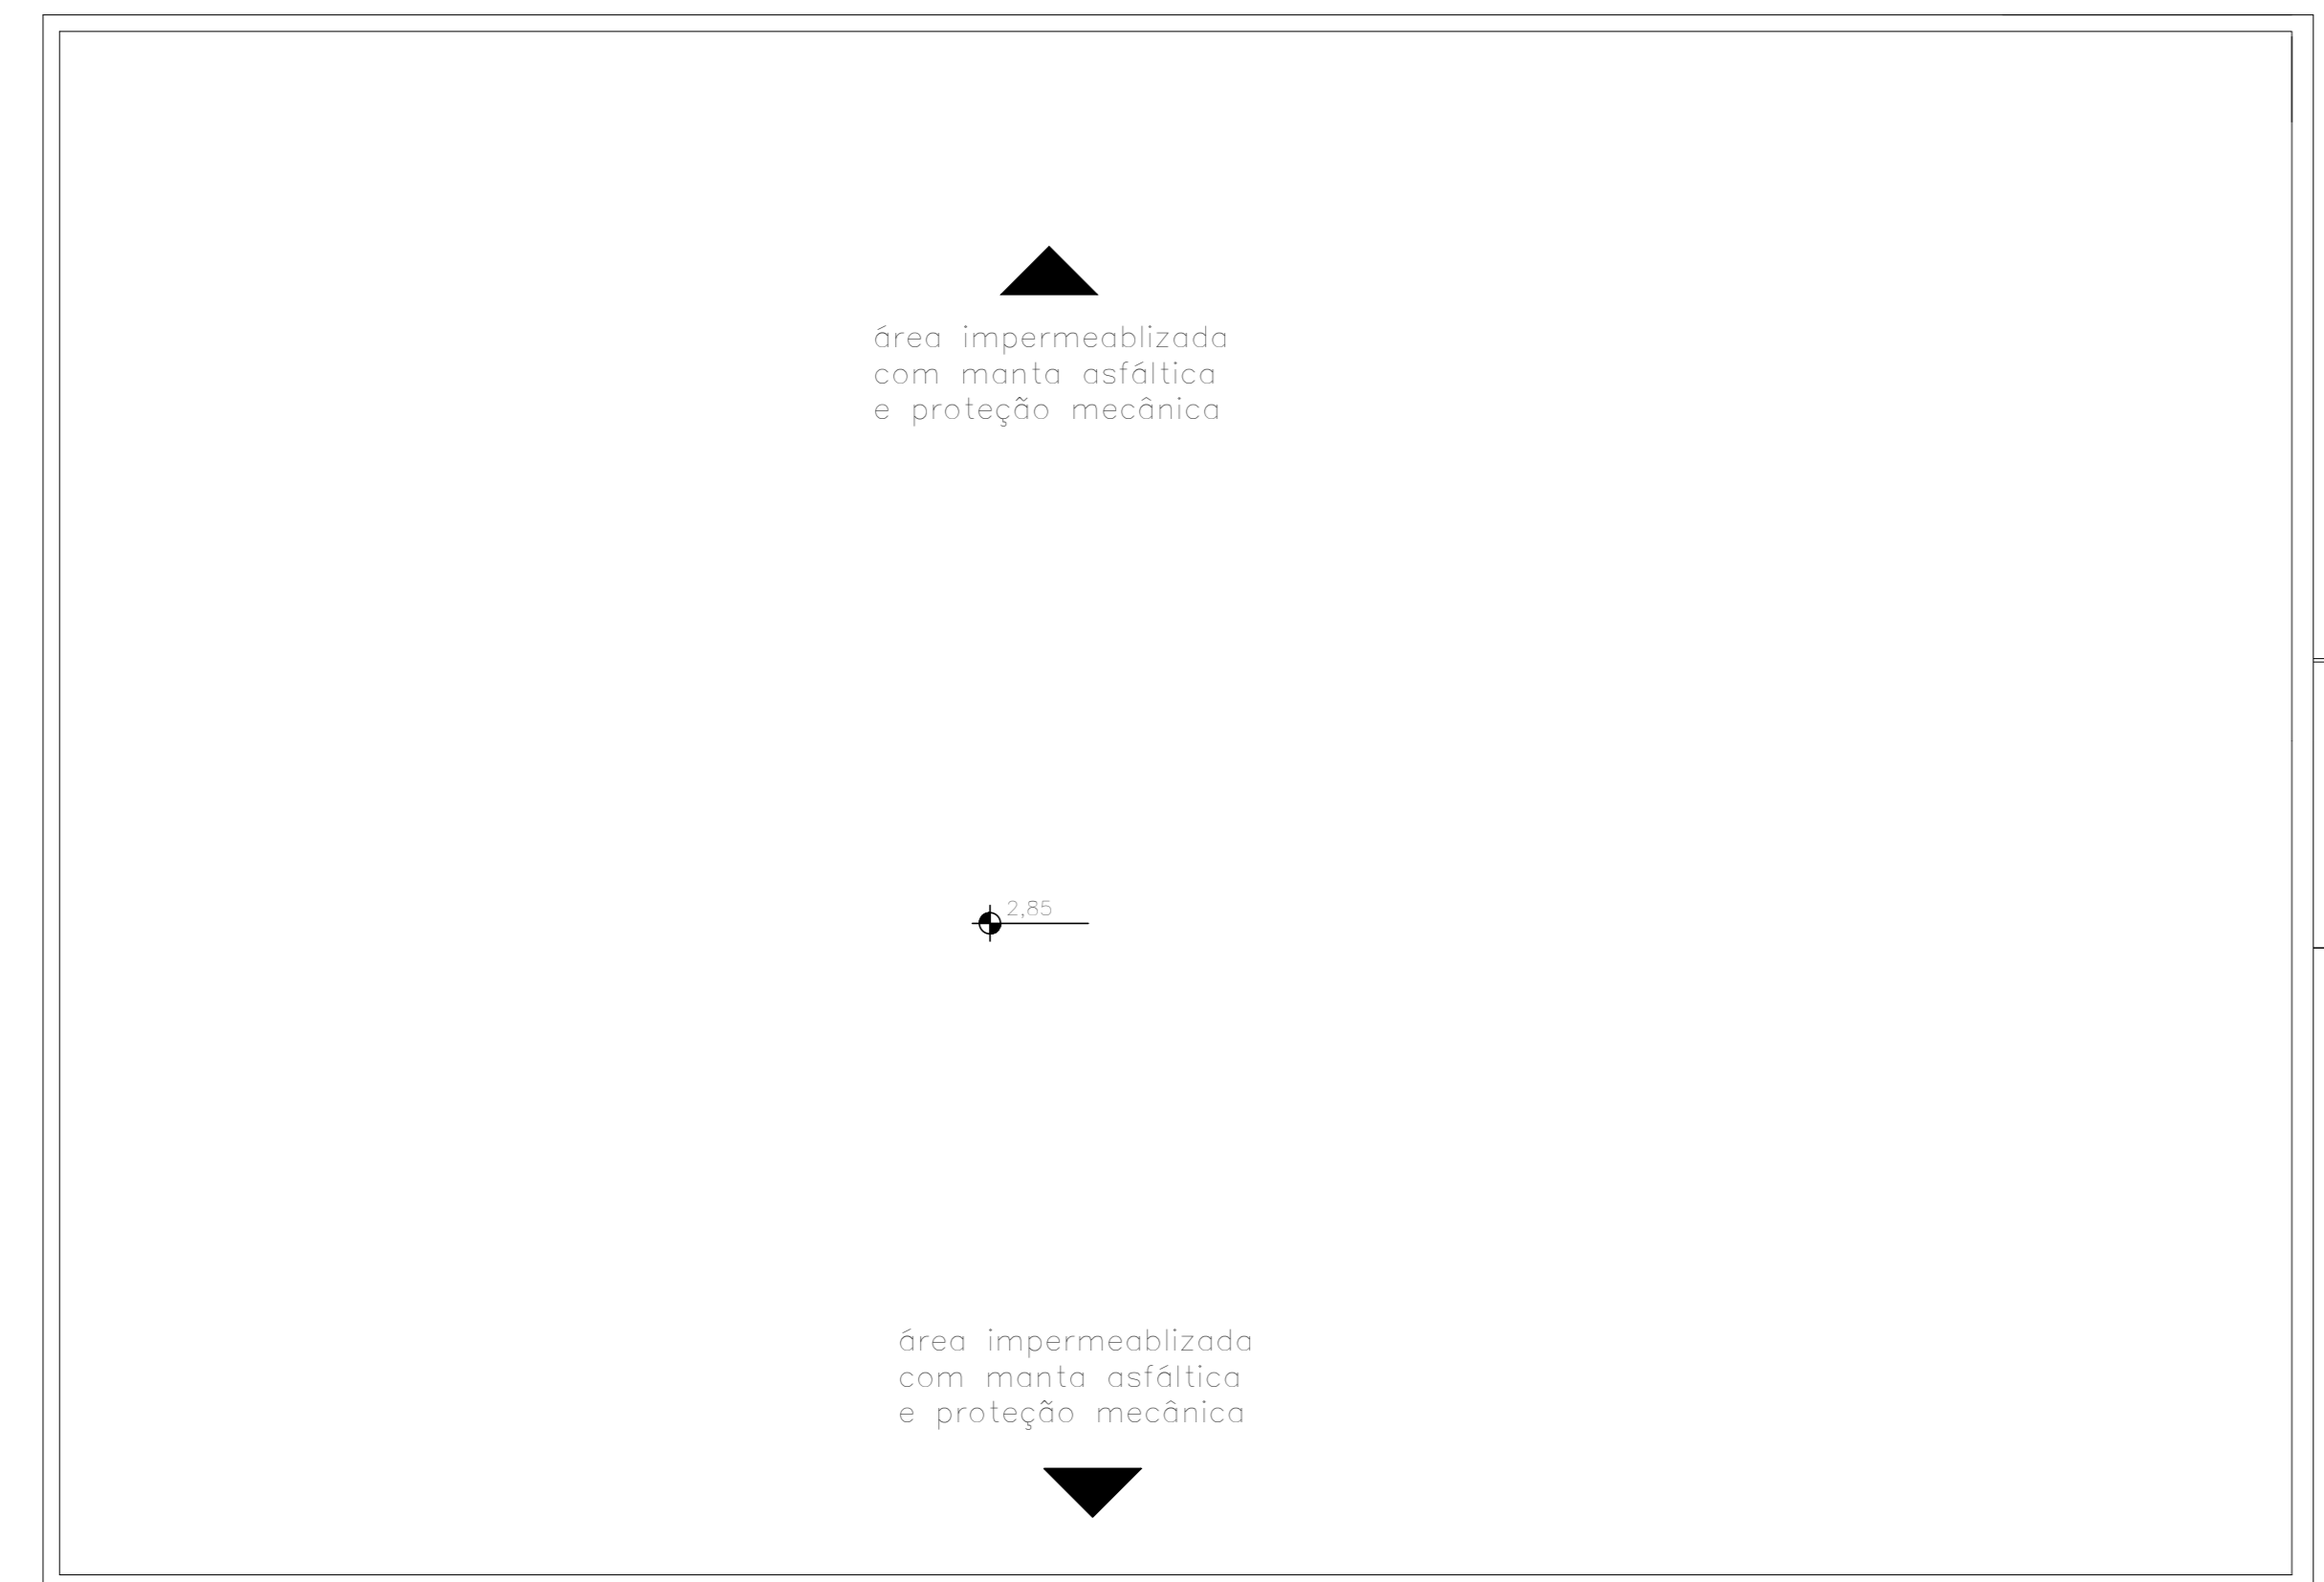 área impermeablizada
com manta asfáltica
e proteção mecânica
2,85
área impermeablizada
com manta asfáltica
e proteção mecânica